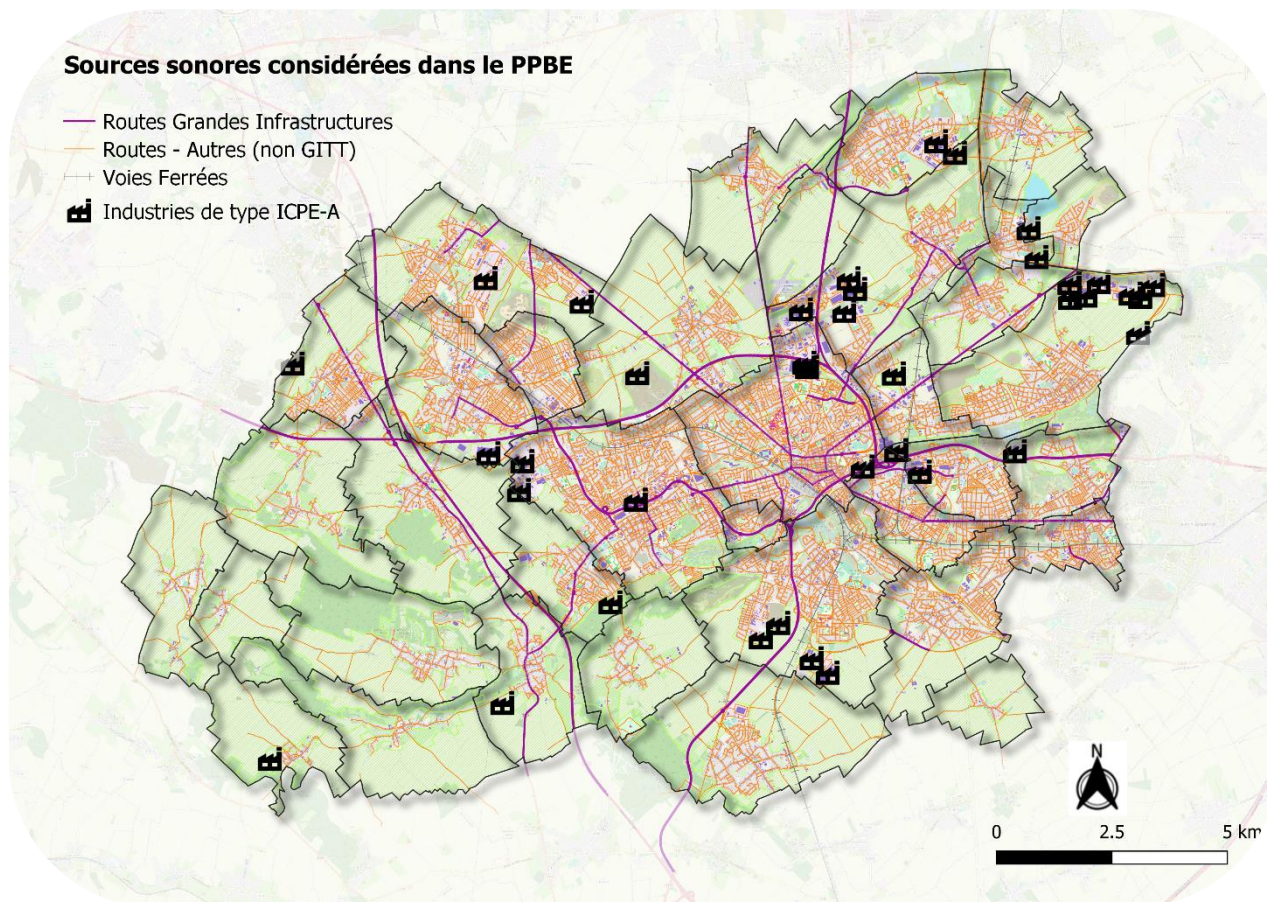 Sources sonores considérées dans le PPBE
Routes Grandes Infrastructures
Routes - Autres (non GITT)
Voies Ferrées
Industries de type ICPE-A
N
0 2.5 5 km